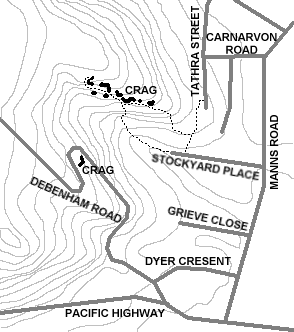 TATHRA STREET
CARNARVON
ROAD
CRAG
MANNS ROAD
CRAG
STOCKYARD PLACE
DEBENHAM ROAD
GRIEVE CLOSE
DYER CRESENT
PACIFIC HIGHWAY